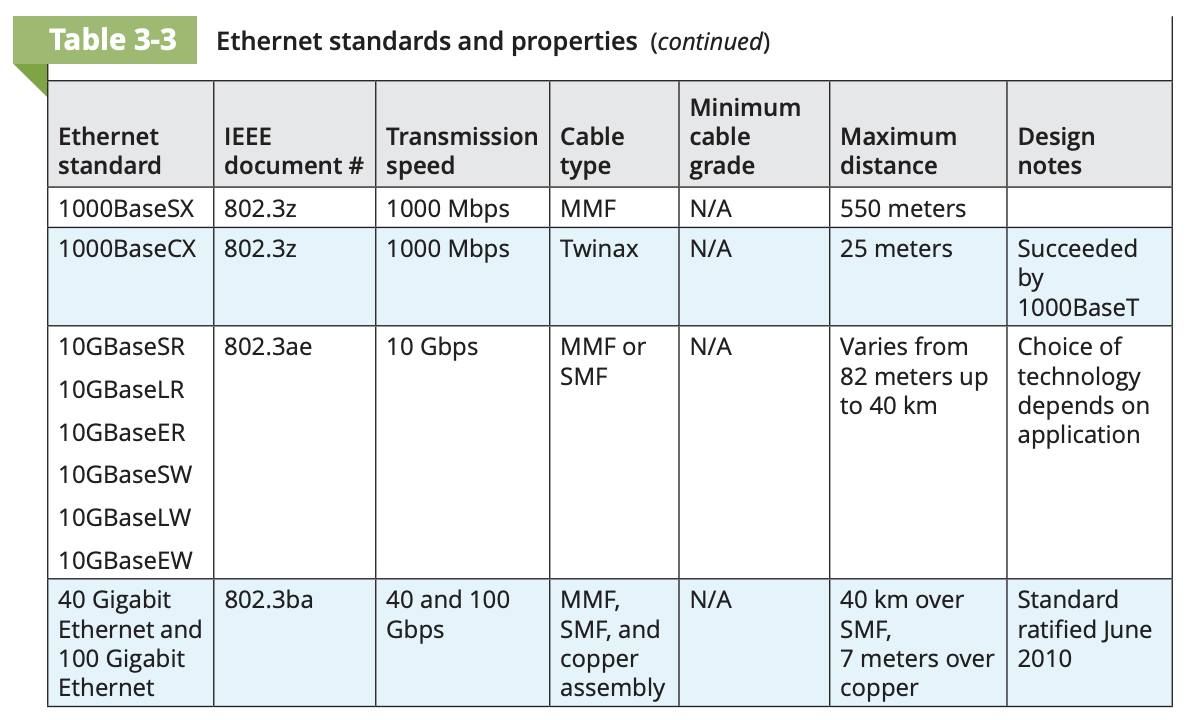 Table 3-3 Ethernet standards and properties (continued)
Ethernet standard
IEEE document #
Transmission speed
Cable type
Minimum cable grade
Maximum distance
Design notes
1000BaseSX
802.3z
1000 Mbps
MMF
N/A
550 meters
1000BaseCX
802.3z
1000 Mbps
Twinax
N/A
25 meters
Succeeded
by
1000BaseT
10GBaseSR
10GBaseLR
10GBaseER
10GBaseSW
10GBaseLW
10GBaseEW
802.3ae
10 Gbps
MMF or
SMF
N/A
Varies from
82 meters up
to 40 km
Choice of
technology
depends on
application
40 Gigabit
Ethernet and
100 Gigabit
Ethernet
802.3ba
40 and 100
Gbps
MMF,
SMF, and
copper
assembly
N/A
40 km over
SMF,
7 meters over
copper
Standard
ratified June
2010